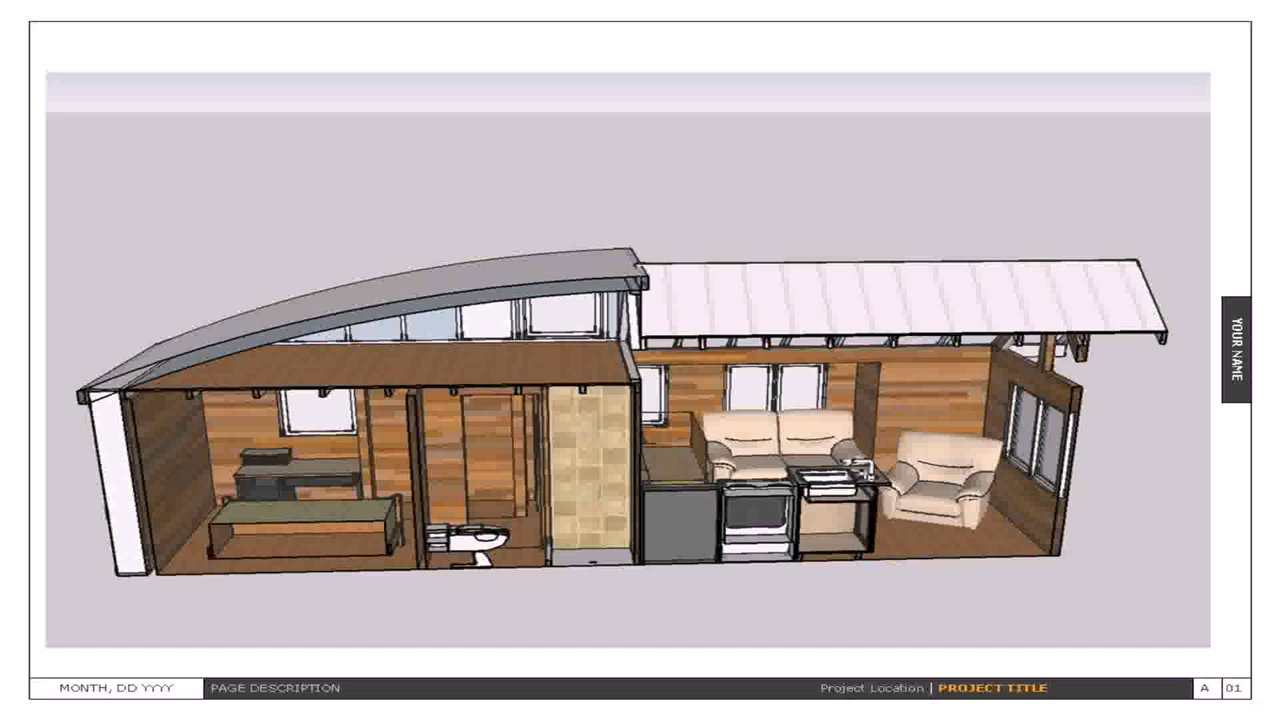 YOUR NAME
MONTH, DD YYYY
PAGE DESCRIPTION
Project Location | PROJECT TITLE
A 01